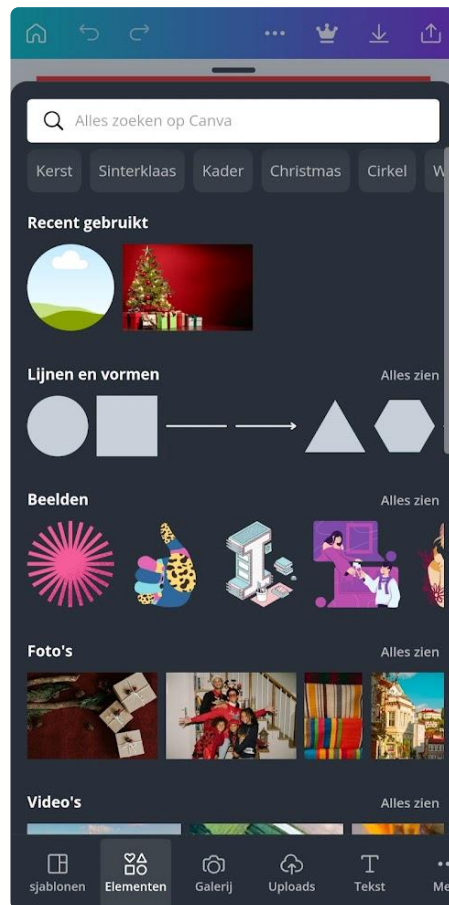 Alles zoeken op Canva
Kerst Sinterklaas Kader Christmas Cirkel W
Recent gebruikt
Lijnen en vormen Alles zien
Beelden Alles zien
Foto's Alles zien
Video's Alles zien
sjablonen Elementen Galerij Uploads Tekst Me